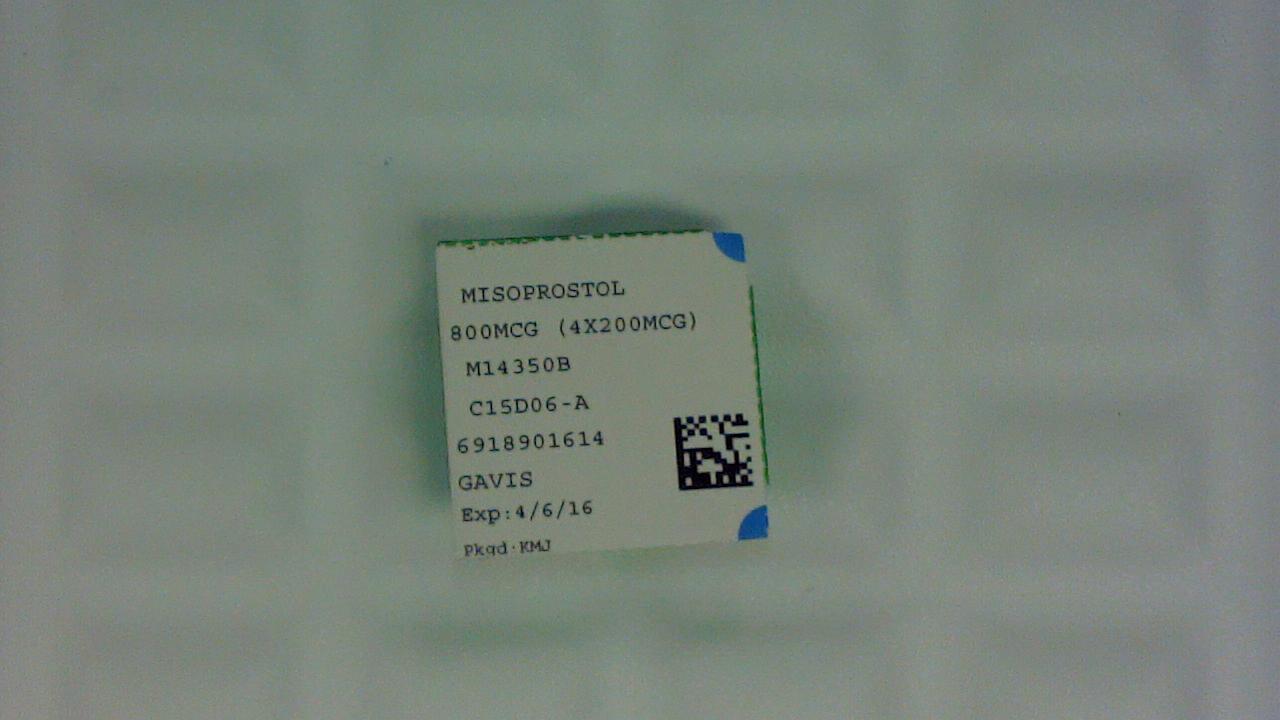 MISOPROSTOL
800MCG (4X200MCG)
M14350B
C15D06-A
6918901614
GAVIS
Exp:4/6/16
Pkgd:KMJ